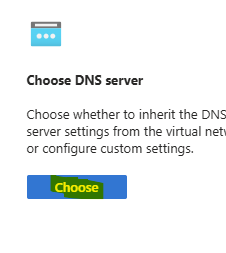 Choose DNS server
Choose whether to inherit the DNS
server settings from the virtual
or configure custom settings.
Choose